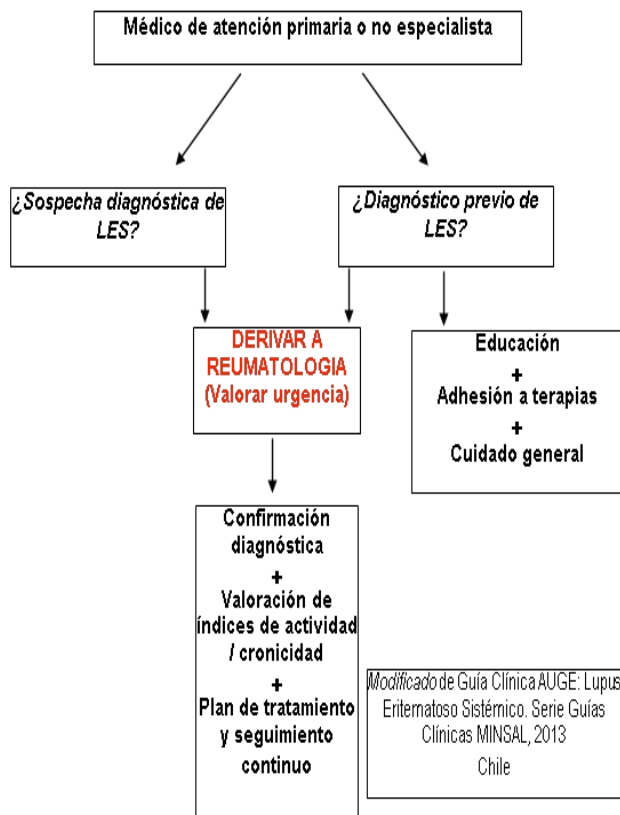 Médico de atención primaria o no especialista
¿Sospecha diagnóstica de
LES?
¿Diagnóstico previo de
LES?
DERIVAR A
REUMATOLOGIA
(Valorar urgencia)
Educación
+
Adhesión a terapias
+
Cuidado general
Confirmación
diagnóstica
+
Valoración de
índices de actividad
/ cronicidad
+
Plan de tratamiento
y seguimiento
continuo
Modificado de Guía Clínica AUGE: Lupus
Eritematoso Sistémico. Serie Guías
Clínicas MINSAL, 2013
Chile